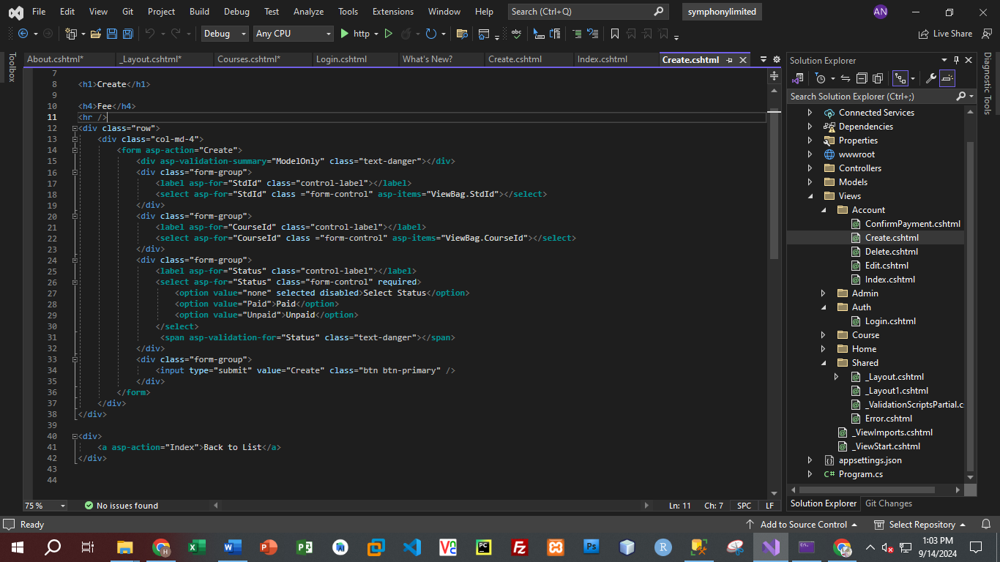 File Edit View Git Project Build Debug Test Analyze Tools Extensions Window Help Search (Ctrl+Q) symphonylimited AN
Debug Any CPU http Live Share
Toolbox
About.cshtml* _Layout.cshtml* Courses.cshtml* Login.cshtml What's New? Create.cshtml Index.cshtml Create.cshtml
7
8 <h1>Create</h1>
9
10 <h4>Fee</h4>
11 <hr />
12 <div class="row">
13 <div class="col-md-4">
14 <form asp-action="Create">
15 <div asp-validation-summary="ModelOnly" class="text-danger"></div>
16 <div class="form-group">
17 <label asp-for="StdId" class="control-label"></label>
18 <select asp-for="StdId" class ="form-control" asp-items="ViewBag.StdId"></select>
19 </div>
20 <div class="form-group">
21 <label asp-for="CourseId" class="control-label"></label>
22 <select asp-for="CourseId" class ="form-control" asp-items="ViewBag.CourseId"></select>
23 </div>
24 <div class="form-group">
25 <label asp-for="Status" class="control-label"></label>
26 <select asp-for="Status" class="form-control" required>
27 <option value="none" selected disabled>Select Status</option>
28 <option value="Paid">Paid</option>
29 <option value="Unpaid">Unpaid</option>
30 </select>
31 <span asp-validation-for="Status" class="text-danger"></span>
32 </div>
33 <div class="form-group">
34 <input type="submit" value="Create" class="btn btn-primary" />
35 </div>
36 </form>
37 </div>
38 </div>
39
40 <div>
41 <a asp-action="Index">Back to List</a>
42 </div>
43
44
75 % No issues found Ln: 11 Ch: 7 SPC LF
Solution Explorer
Search Solution Explorer (Ctrl+;)
Connected Services
Dependencies
Properties
wwwroot
Controllers
Models
Views
Account
ConfirmPayment.cshtml
Create.cshtml
Delete.cshtml
Edit.cshtml
Index.cshtml
Admin
Auth
Login.cshtml
Course
Home
Shared
_Layout.cshtml
_Layout1.cshtml
_ValidationScriptsPartial.cs
Error.cshtml
_ViewImports.cshtml
_ViewStart.cshtml
appsettings.json
C# Program.cs
Solution Explorer Git Changes
Diagnostic Tools
Ready Add to Source Control Select Repository
1:03 PM
9/14/2024